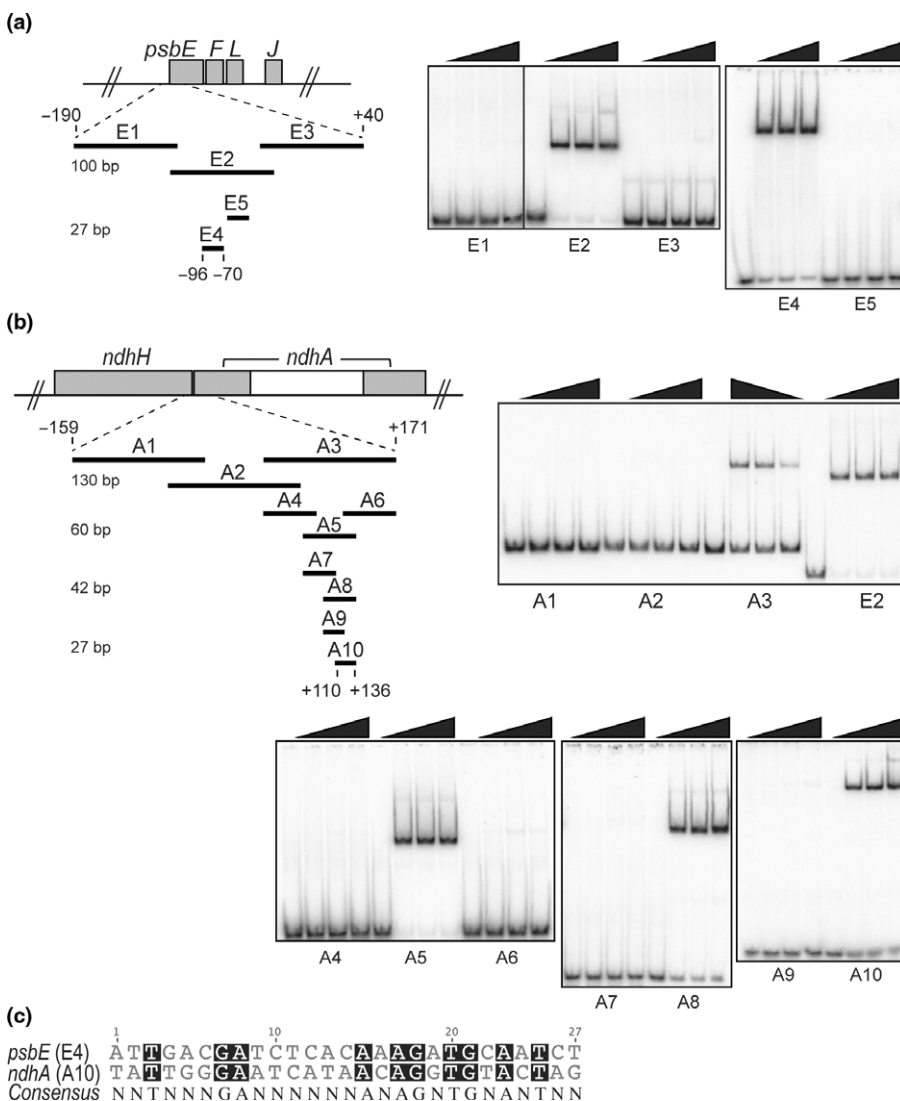 (a)
psbE F L J
−190 +40
E1 E3
100 bp
E2
E5
27 bp
E4
−96 −70
E1 E2 E3
E4 E5
(b)
ndhH ndhA
−159 +171
A1 A3
130 bp
A2
A4 A6
60 bp
A5
A7
42 bp
A8
A9
27 bp
A10
+110 +136
A1 A2 A3 E2
A4 A5 A6
A7 A8
A9 A10
(c)
1 10 20 27
psbE (E4) ATTGACGATCTCACAAAGATGCAATCT
ndhA (A10) TATTGGGAATCATAACAGGTGTACTAG
Consensus NNTNNNGANNNNNNANAGNTGNANTNN